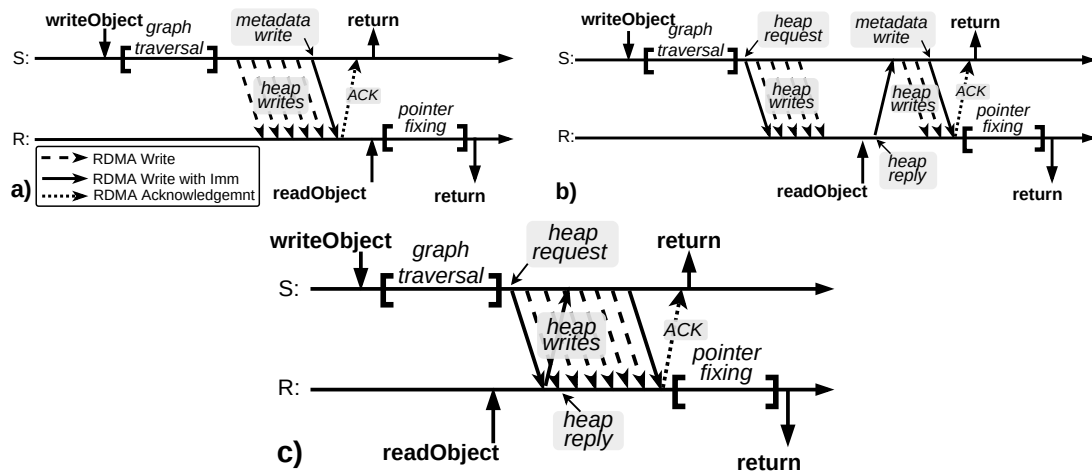 writeObject
graph
traversal
metadata
write
return
S:
heap
writes
ACK
pointer
fixing
R:
RDMA Write
RDMA Write with Imm
RDMA Acknowledgemnt
a)
readObject
return
writeObject
graph
traversal
heap
request
metadata
write
return
S:
heap
writes
heap
writes
ACK
pointer
fixing
R:
readObject
heap
reply
return
b)
writeObject
graph
traversal
heap
request
return
S:
heap
writes
ACK
pointer
fixing
R:
readObject
heap
reply
return
c)